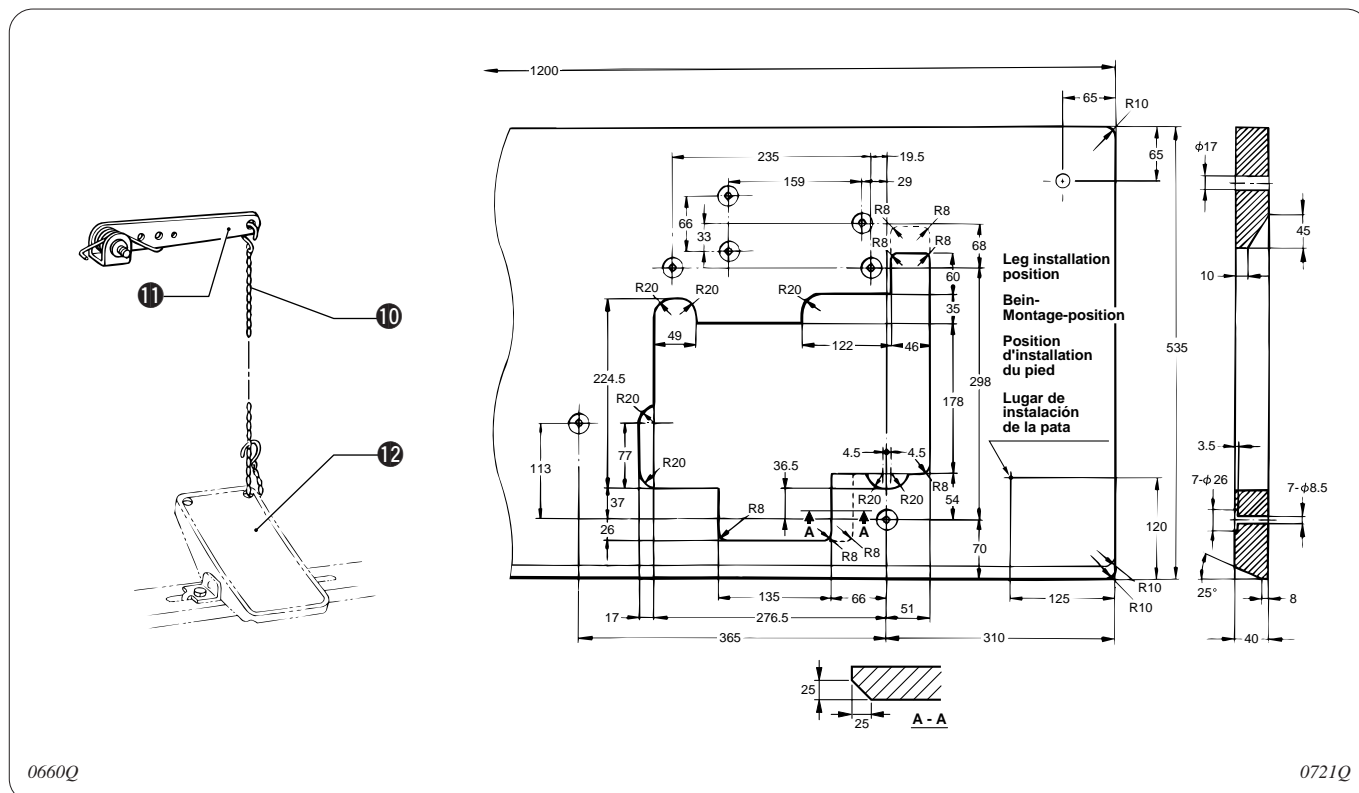 1200
65
R10
235
19.5
65
φ17
159
29
66
33
R8
R8
68
R8
R8
45
60
Leg installation
position
10
⓫
R20
R20
R20
35
Bein-
Montage-position
❿
49
122
46
Position
d'installation
du pied
535
224.5
298
178
R20
Lugar de
instalación
de la pata
77
113
4.5
4.5
3.5
⓬
36.5
R20
R8
7-φ26
7-φ8.5
37
R20
R20
54
26
R8
A
A
120
R8
R8
70
R10
25°
135
66
51
125
R10
8
17
276.5
365
310
40
25
25
A - A
0660Q
0721Q